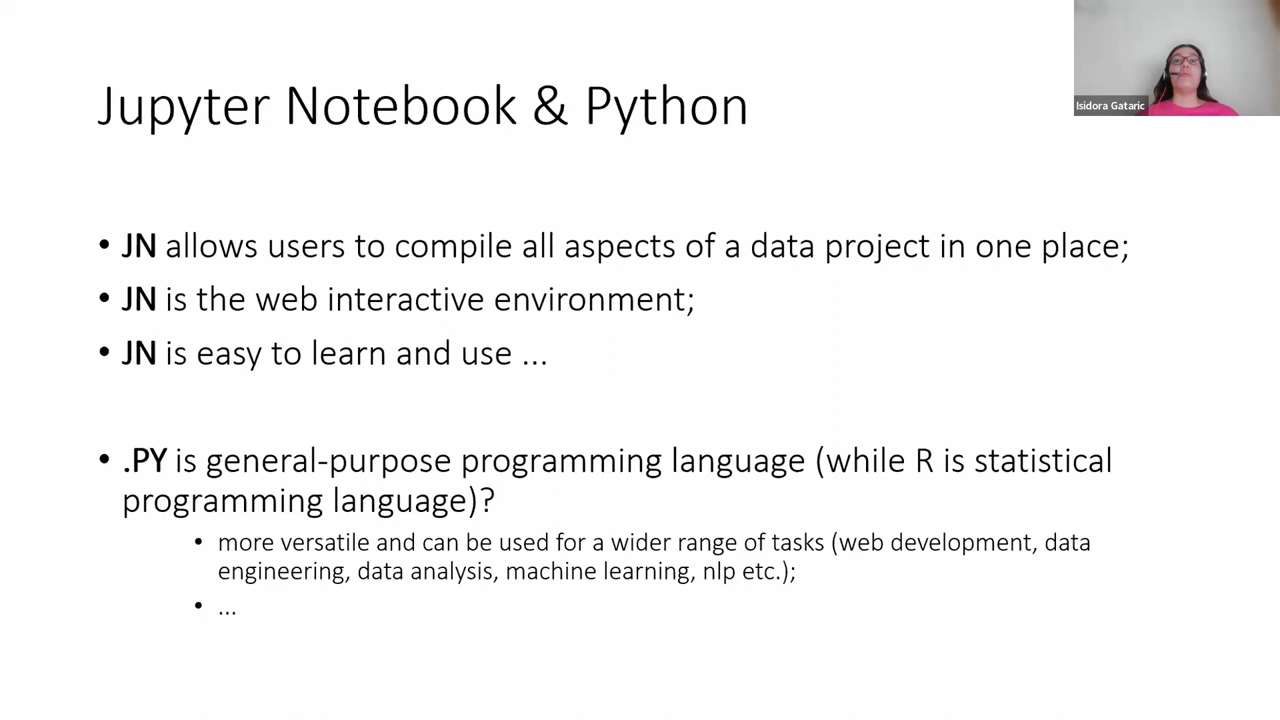 Jupyter Notebook & Python
Isidora Gataric
• JN allows users to compile all aspects of a data project in one place;
• JN is the web interactive environment;
• JN is easy to learn and use ...
• .PY is general-purpose programming language (while R is statistical
programming language)?
• more versatile and can be used for a wider range of tasks (web development, data
engineering, data analysis, machine learning, nlp etc.);
• ...